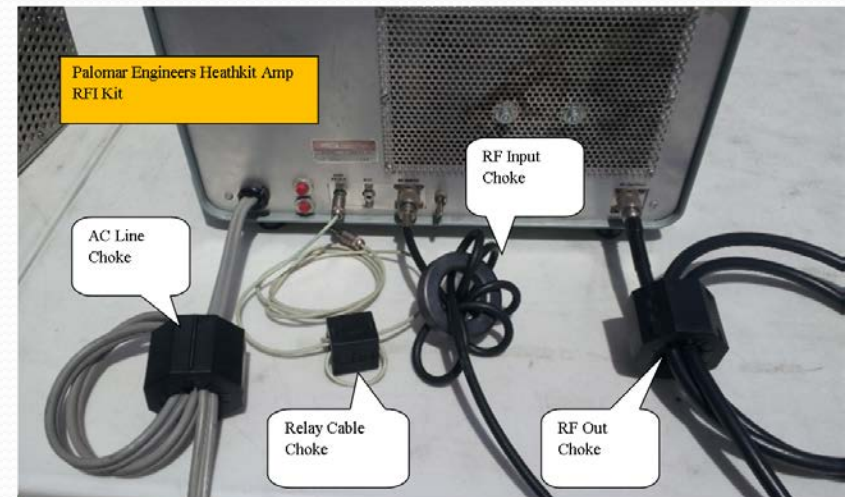 Palomar Engineers Heathkit Amp
RFI Kit
RF Input
Choke
AC Line
Choke
Relay Cable
Choke
RF Out
Choke